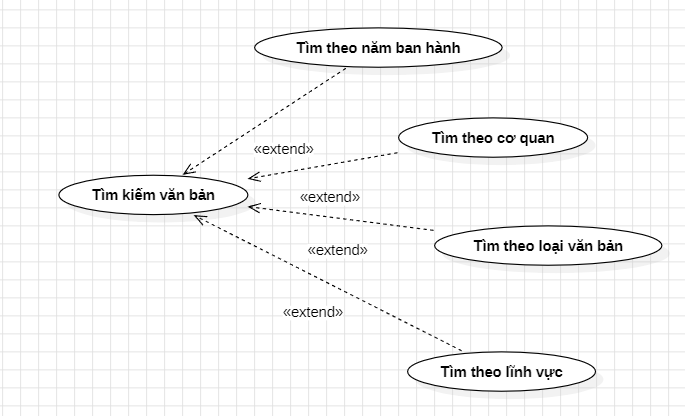 Tìm theo năm ban hành
Tìm theo cơ quan
«extend»
Tìm kiếm văn bản
«extend»
Tìm theo loại văn bản
«extend»
«extend»
Tìm theo lĩnh vực